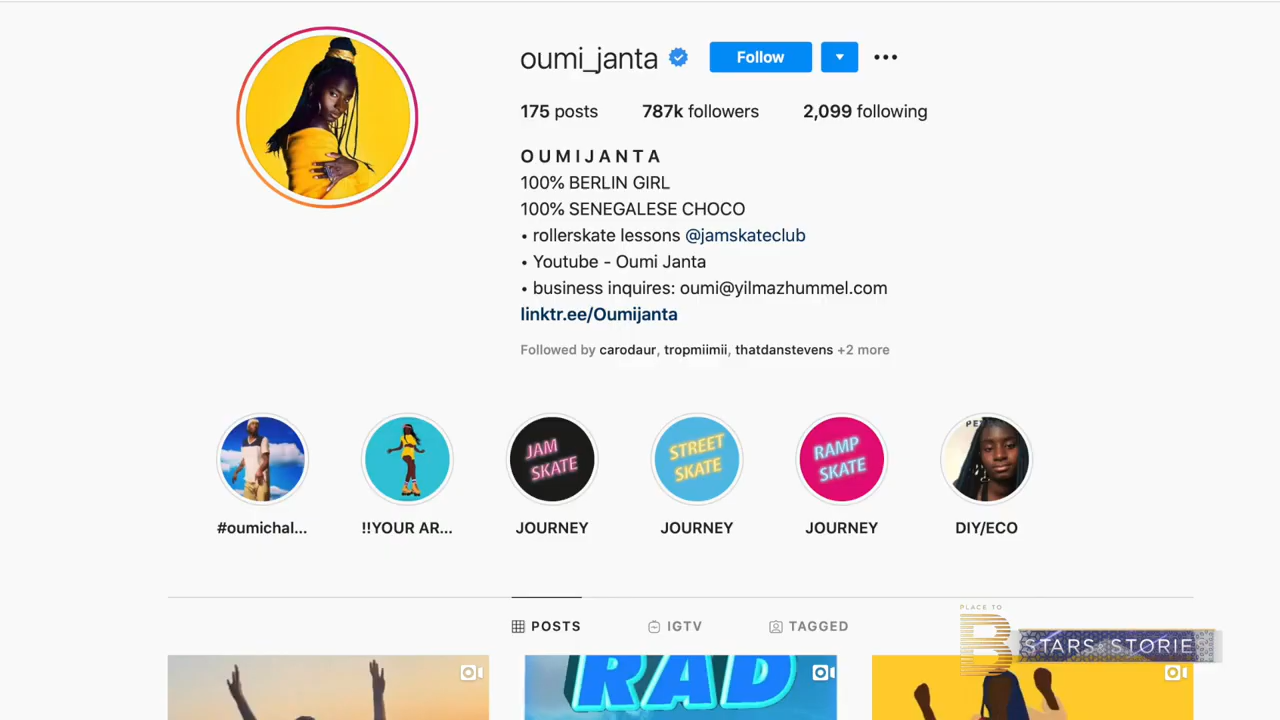 oumi_janta
Follow
175 posts 787k followers 2,099 following
O U M I J A N T A
100% BERLIN GIRL
100% SENEGALESE CHOCO
• rollerskate lessons @jamskateclub
• Youtube - Oumi Janta
• business inquires: oumi@yilmazhummel.com
linktr.ee/Oumijanta
Followed by carodaur, tropmiimii, thatdanstevens +2 more
JAM
SKATE
STREET
SKATE
RAMP
SKATE
#oumichal... !!YOUR AR... JOURNEY JOURNEY JOURNEY DIY/ECO
PLACE TO
B
STARS & STORIE
POSTS IGTV TAGGED
RAD